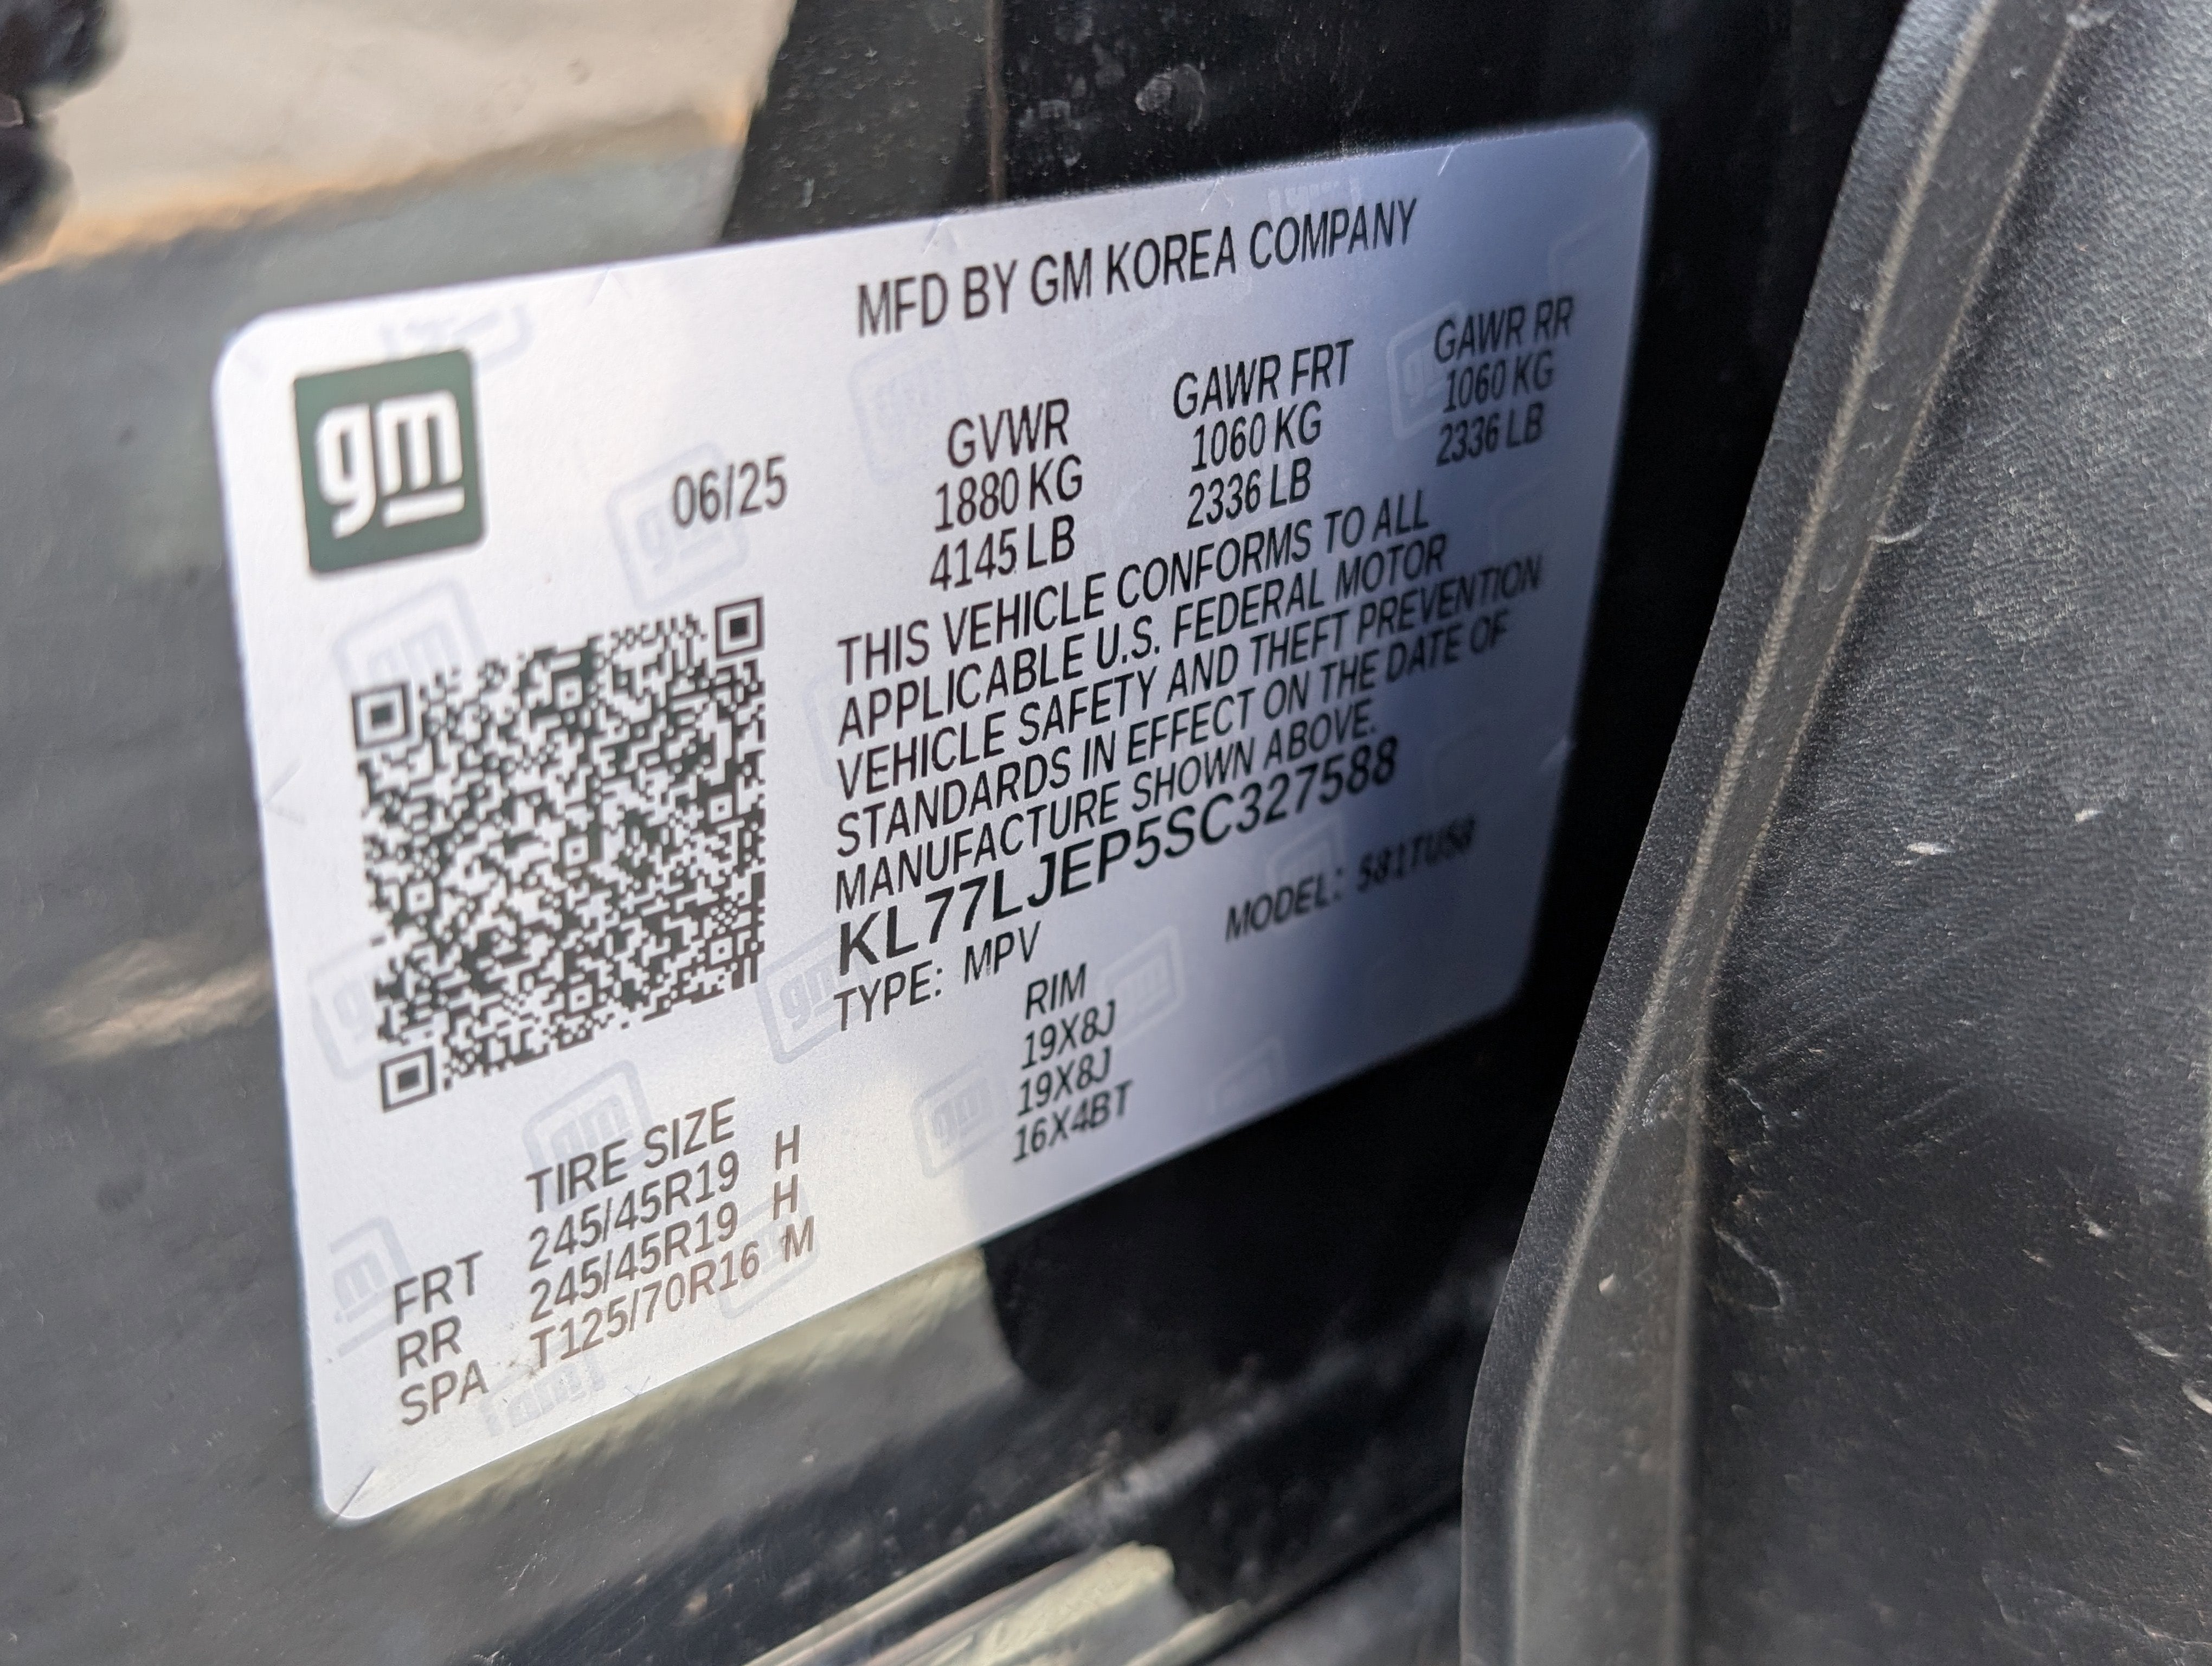 gm
MFD BY GM KOREA COMPANY
06/25
GVWR GAWR FRT GAWR RR
1880 KG 1060 KG 1060 KG
4145 LB 2336 LB 2336 LB
THIS VEHICLE CONFORMS TO ALL
APPLICABLE U.S. FEDERAL MOTOR
VEHICLE SAFETY AND THEFT PREVENTION
STANDARDS IN EFFECT ON THE DATE OF
MANUFACTURE SHOWN ABOVE.
KL77LJEP5SC327588
TYPE: MPV MODEL:
TIRE SIZE RIM
FRT 245/45R19 H 19X8J
RR 245/45R19 H 19X8J
SPA T125/70R16 M 16X4BT